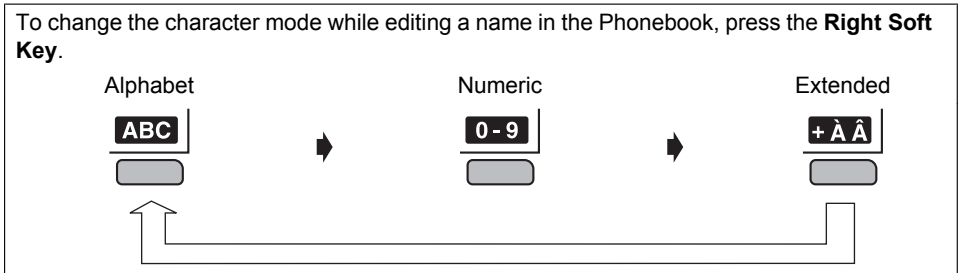 To change the character mode while editing a name in the Phonebook, press the Right Soft
Key.
Alphabet Numeric Extended
ABC 0-9 +ÀÂ